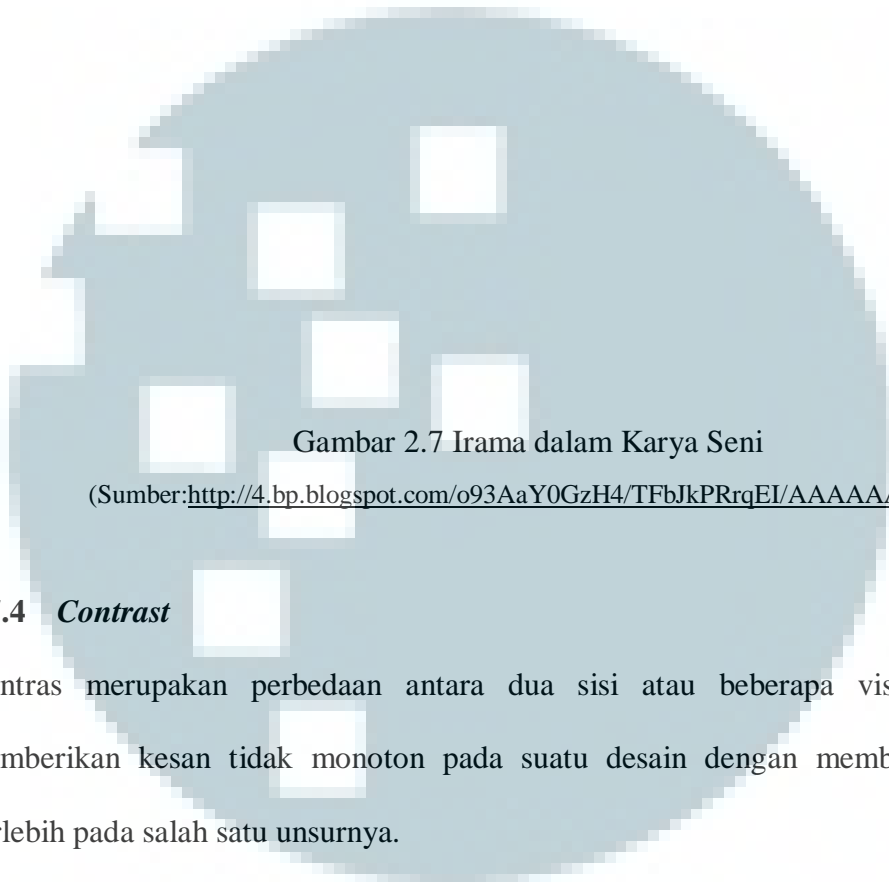 Gambar 2.7 Irama dalam Karya Seni
(Sumber:http://4.bp.blogspot.com/o93AaY0GzH4/TFbJkPRrqEI/AAAAAA
.4 Contrast
ntras merupakan perbedaan antara dua sisi atau beberapa vis
mberikan kesan tidak monoton pada suatu desain dengan memb
rlebih pada salah satu unsurnya.